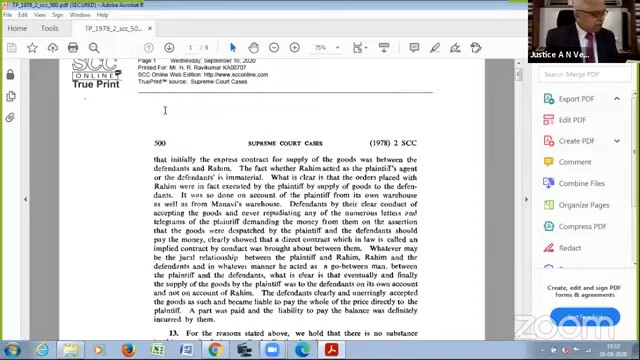 TP_1978_2_scc_500.pdf (SECURED) - Adobe Acrobat Reader DC
File Edit View Sign Window Help
Home Tools TP_1978_2_scc_50... ×
1 / 9 75%
Justice A N Ve
SCC
ONLINE
True Print
Page 1 Wednesday, September 16, 2020
Printed For: Mr. H. R. Ravikumar KA00707
SCC Online Web Edition: http://www.scconline.com
TruePrint™ source: Supreme Court Cases
500 SUPREME COURT CASES (1978) 2 SCC
that initially the express contract for supply of the goods was between the
defendants and Rahim. The fact whether Rahim acted as the plaintiff's agent
or the defendants' is immaterial. What is clear is that the orders placed with
Rahim were in fact executed by the plaintiff by supply of goods to the defen-
dants. It was so done on account of the plaintiff from its own warehouse
as well as from Manavi's warehouse. Defendants by their clear conduct of
accepting the goods and never repudiating any of the numerous letters and
telegrams of the plaintiff demanding the money from them on the assertion
that the goods were despatched by the plaintiff and the defendants should
pay the money, clearly showed that a direct contract which in law is called an
implied contract by conduct was brought about between them. Whatever may
be the jural relationship between the plaintiff and Rahim, Rahim and the
defendants and in whatever manner he acted as a go-between man, between
the plaintiff and the defendants, what is clear is that eventually and finally
the supply of the goods by the plaintiff was to the defendants on its own account
and not on account of Rahim. The defendants clearly and unerringly accepted
the goods as such and became liable to pay the whole of the price directly to the
plaintiff. A part was paid and the liability to pay the balance was definitely
incurred by them.
13. For the reasons stated above, we hold that there is no substance
Search 'Merge PDF'
Export PDF
Edit PDF
Create PDF
Comment
Combine Files
Organize Pages
Compress PDF
Redact
Create, edit and sign PDF
forms & agreements
zoom